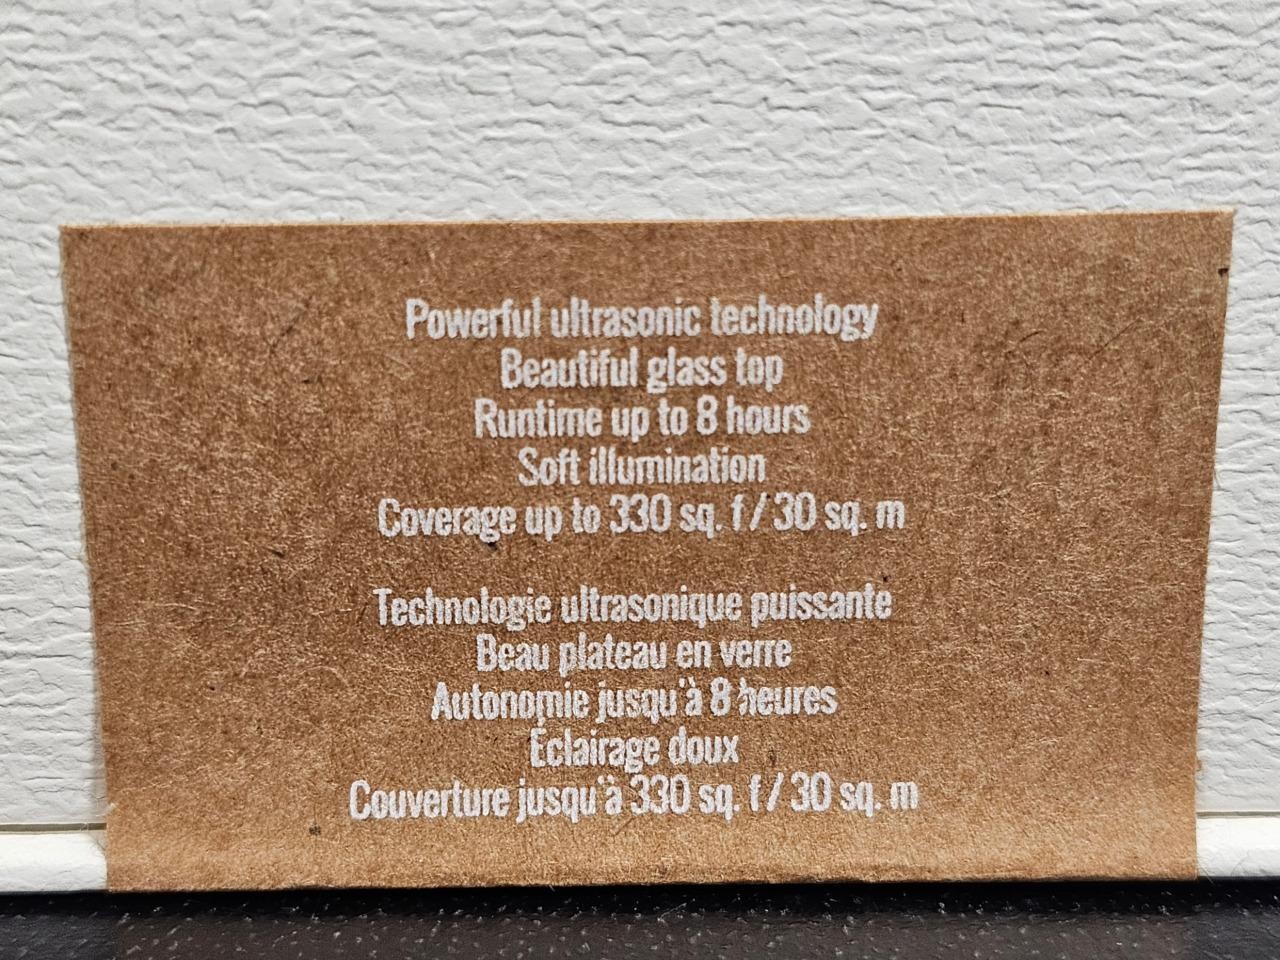 Powerful ultrasonic technology
Beautiful glass top
Runtime up to 8 hours
Soft illumination
Coverage up to 330 sq. f / 30 sq. m
Technologie ultrasonique puissante
Beau plateau en verre
Autonomie jusqu'à 8 heures
Éclairage doux
Couverture jusqu'à 330 sq. f / 30 sq. m